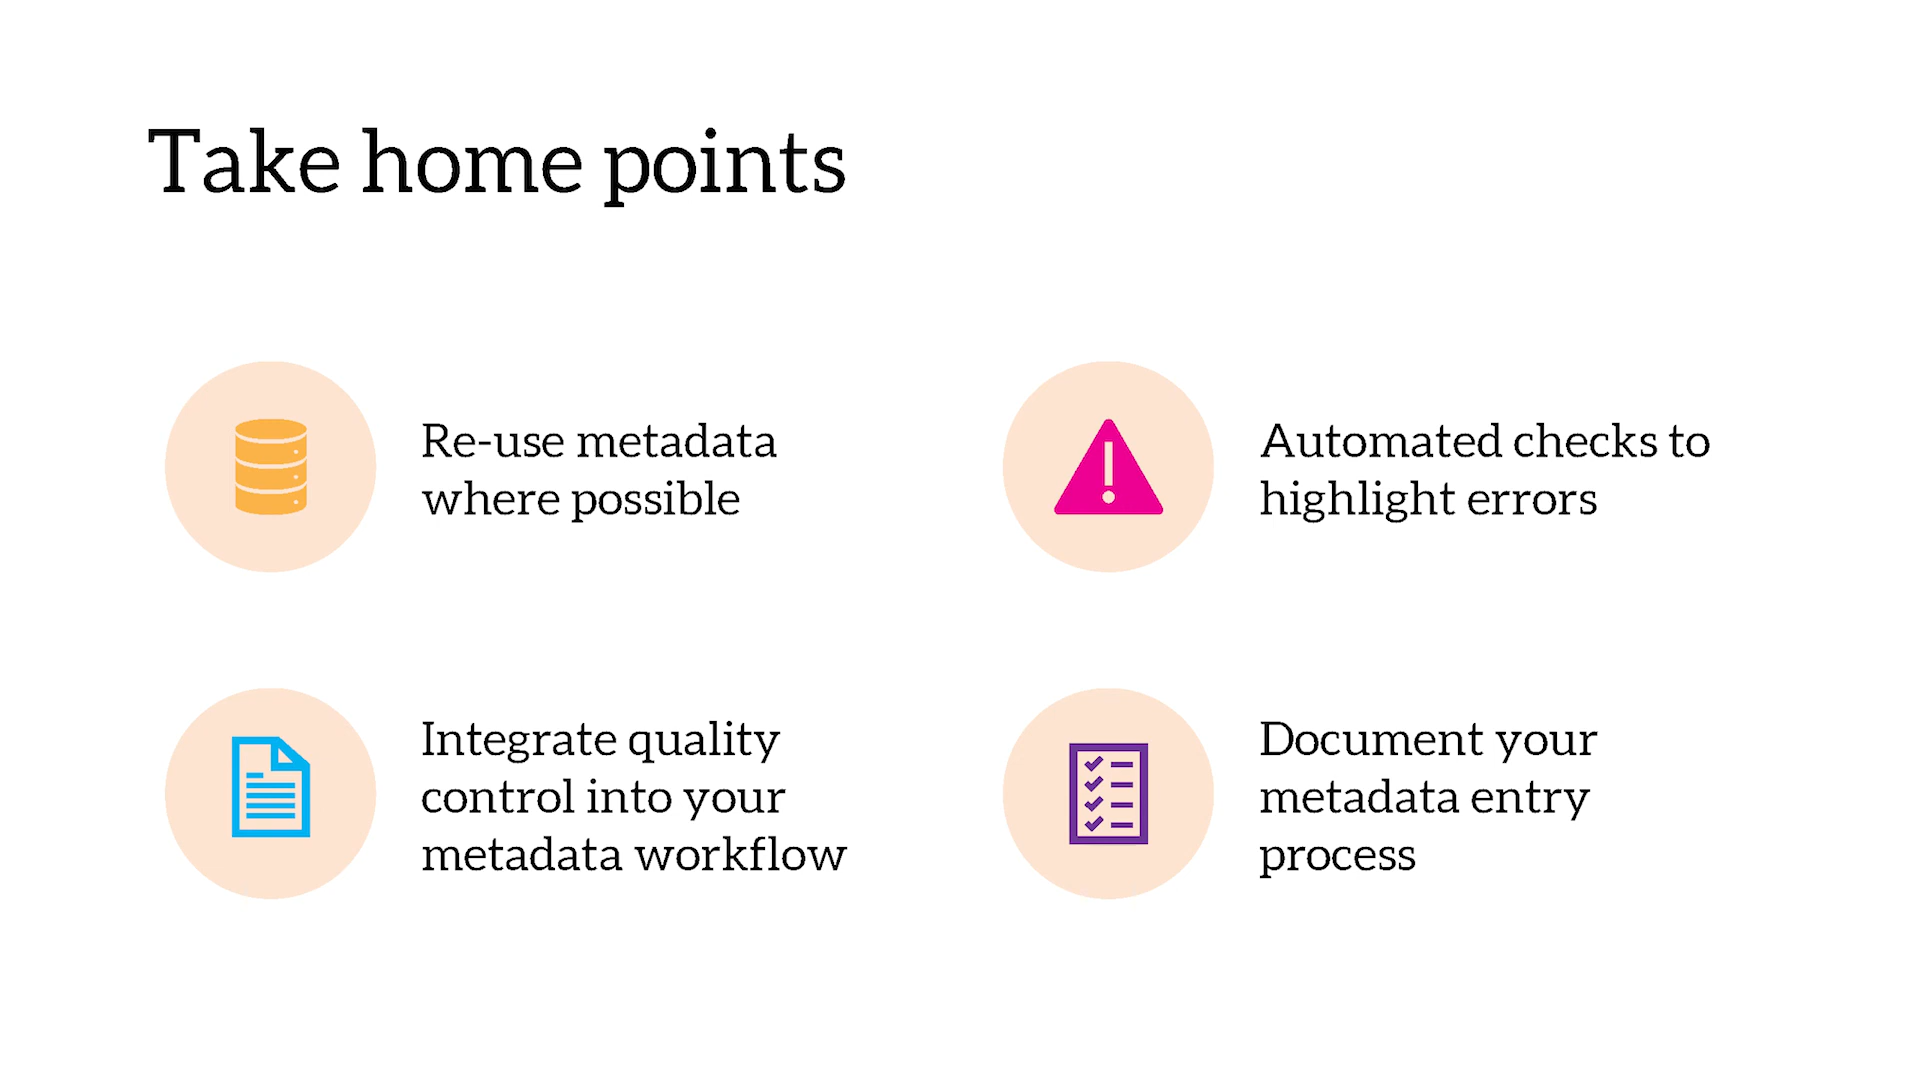 Take home points
Re-use metadata
where possible
Automated checks to
highlight errors
Integrate quality
control into your
metadata workflow
Document your
metadata entry
process